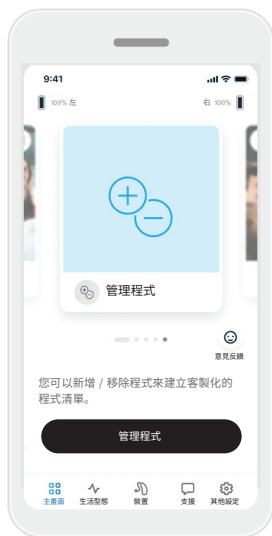 9:41
100% 左
右 100%
管理程式
意見反饋
您可以新增 / 移除程式來建立客製化的
程式清單。
管理程式
主畫面 生活型態 裝置 支援 其他設定